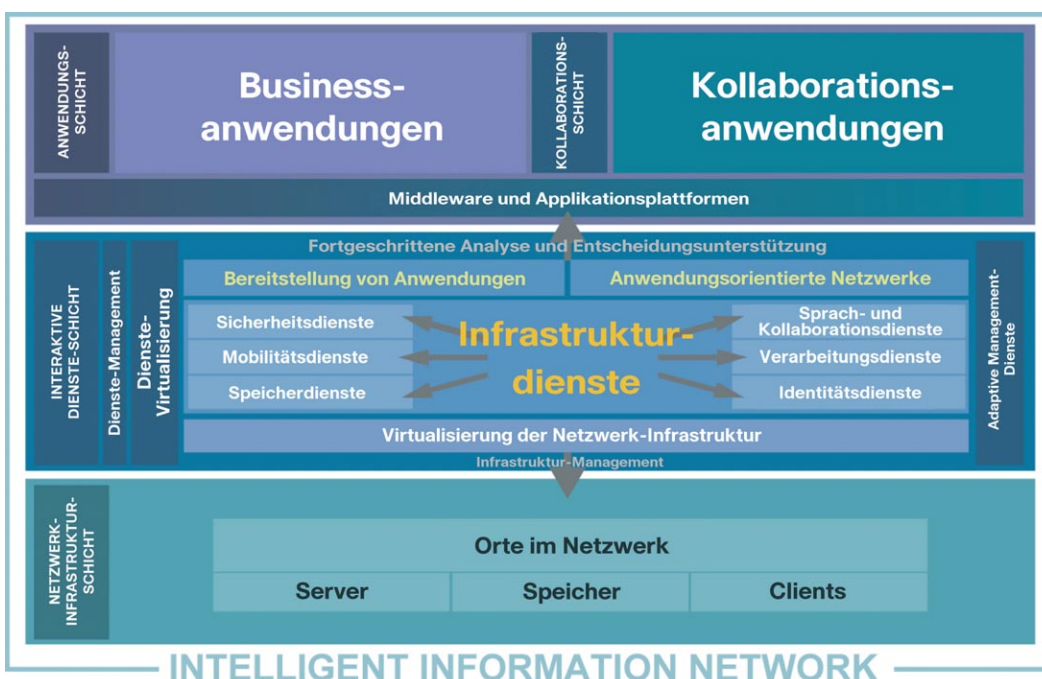 ANWENDUNGS-
SCHICHT
Business-
anwendungen
KOLLABORATIONS-
SCHICHT
Kollaborations-
anwendungen
Middleware und Applikationsplattformen
INTERAKTIVE
DIENSTE-SCHICHT
Dienste-Management
Dienste-
Virtualisierung
Fortgeschrittene Analyse und Entscheidungsunterstützung
Bereitstellung von Anwendungen
Anwendungsorientierte Netzwerke
Sicherheitsdienste
Mobilitätsdienste
Speicherdienste
Infrastruktur-
dienste
Sprach- und
Kollaborationsdienste
Verarbeitungsdienste
Identitätsdienste
Virtualisierung der Netzwerk-Infrastruktur
Infrastruktur-Management
Adaptive Management-
Dienste
NETZWERK-
INFRASTRUKTUR-
SCHICHT
Orte im Netzwerk
Server
Speicher
Clients
INTELLIGENT INFORMATION NETWORK